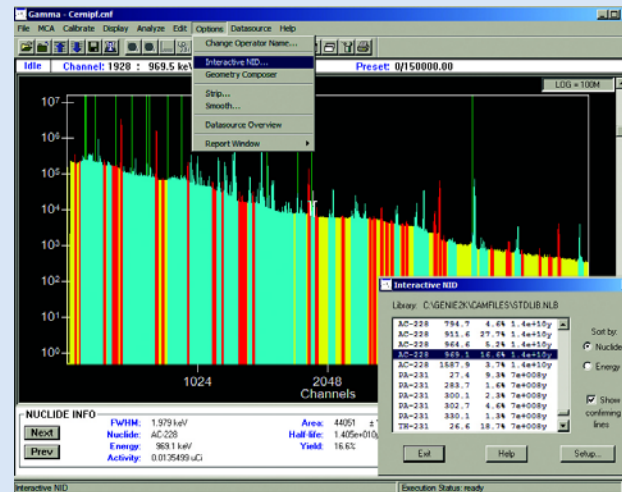 Gamma - Cernipf.cnf
File MCA Calibrate Display Analyze Edit Options Datasource Help
Change Operator Name...
Interactive NID...
Geometry Composer
Strip...
Smooth...
Datasource Overview
Report Window
Idle Channel: 1928 : 969.5 keV Preset: 0/150000.00
LOG = 100M
10⁷
10⁶
10⁵
10⁴
10³
10²
10¹
10⁰
1024 2048
Channels
Interactive NID
Library: C:\GENIE2K\CAMFILES\STDLIB.NLB
AC-228 794.7 4.6% 1.4e+10y
AC-228 911.6 27.7% 1.4e+10y
AC-228 964.6 5.2% 1.4e+10y
AC-228 969.1 16.6% 1.4e+10y
AC-228 1587.9 3.7% 1.4e+10y
PA-231 27.4 9.3% 7e+008y
PA-231 283.7 1.6% 7e+008y
PA-231 300.1 2.3% 7e+008y
PA-231 302.7 4.6% 7e+008y
PA-231 330.1 1.3% 7e+008y
TH-231 26.6 18.7% 7e+008y
Sort by:
Nuclide
Energy
Show
confirming
lines
Exit Help Setup...
NUCLIDE INFO
Next
Prev
FWHM: 1.979 keV Area: 44051 ±
Nuclide: AC-228 Half-life: 1.405e+010
Energy: 969.1 keV Yield: 16.6%
Activity: 0.0135499 uCi
Interactive NID Execution Status: ready